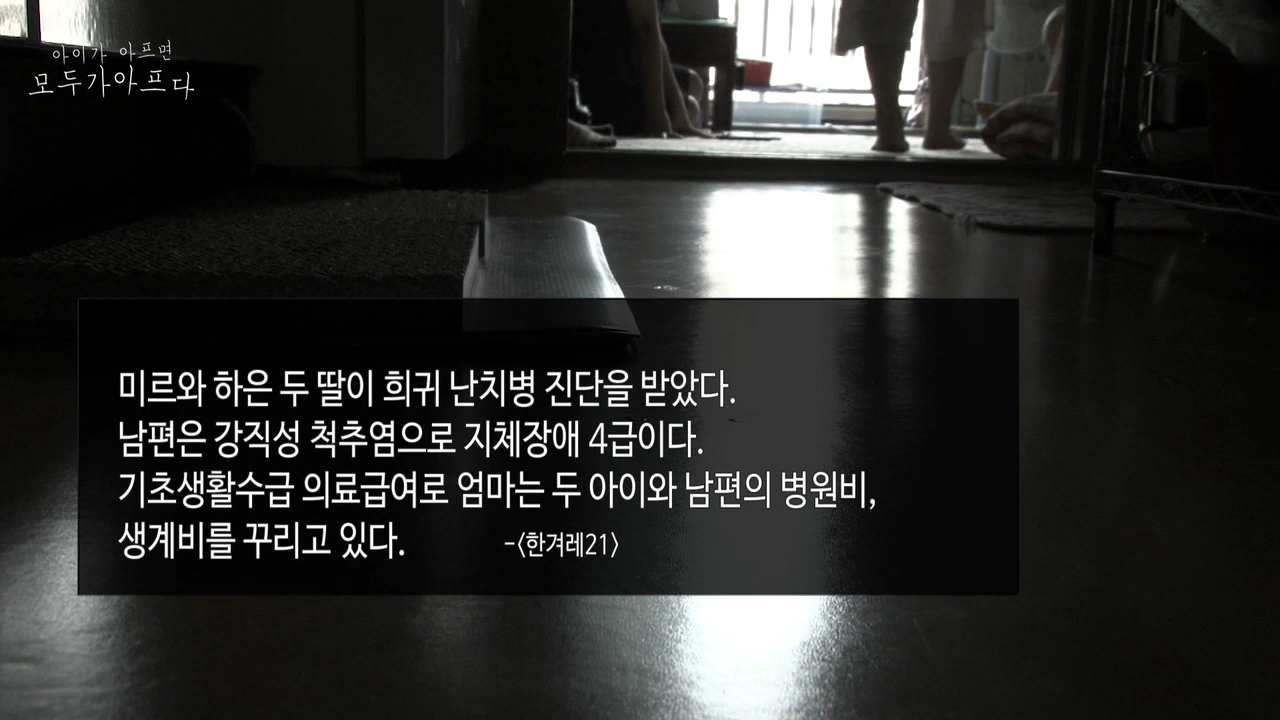 아이가 아프면
모두가아프다
미르와 하은 두 딸이 희귀 난치병 진단을 받았다.
남편은 강직성 척추염으로 지체장애 4급이다.
기초생활수급 의료급여로 엄마는 두 아이와 남편의 병원비,
생계비를 꾸리고 있다. -〈한겨레21〉